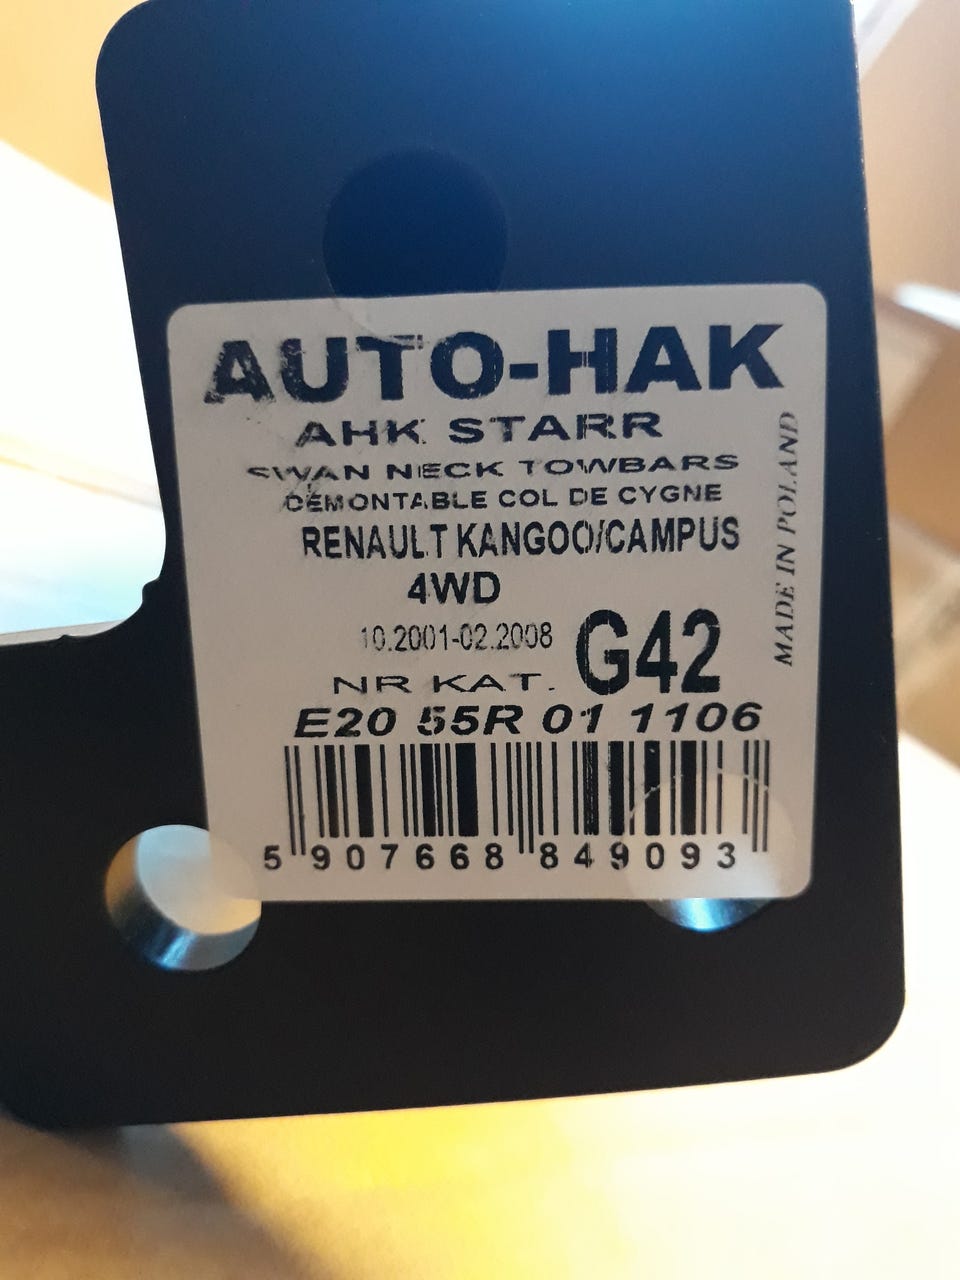 AUTO-HAK
AHK STARR
SWAN NECK TOWBARS
DÉMONTABLE COL DE CYGNE
RENAULT KANGOO/CAMPUS
4WD
10.2001-02.2008
NR KAT. G42
E20 55R 01 1106
5 907668 849093
MADE IN POLAND